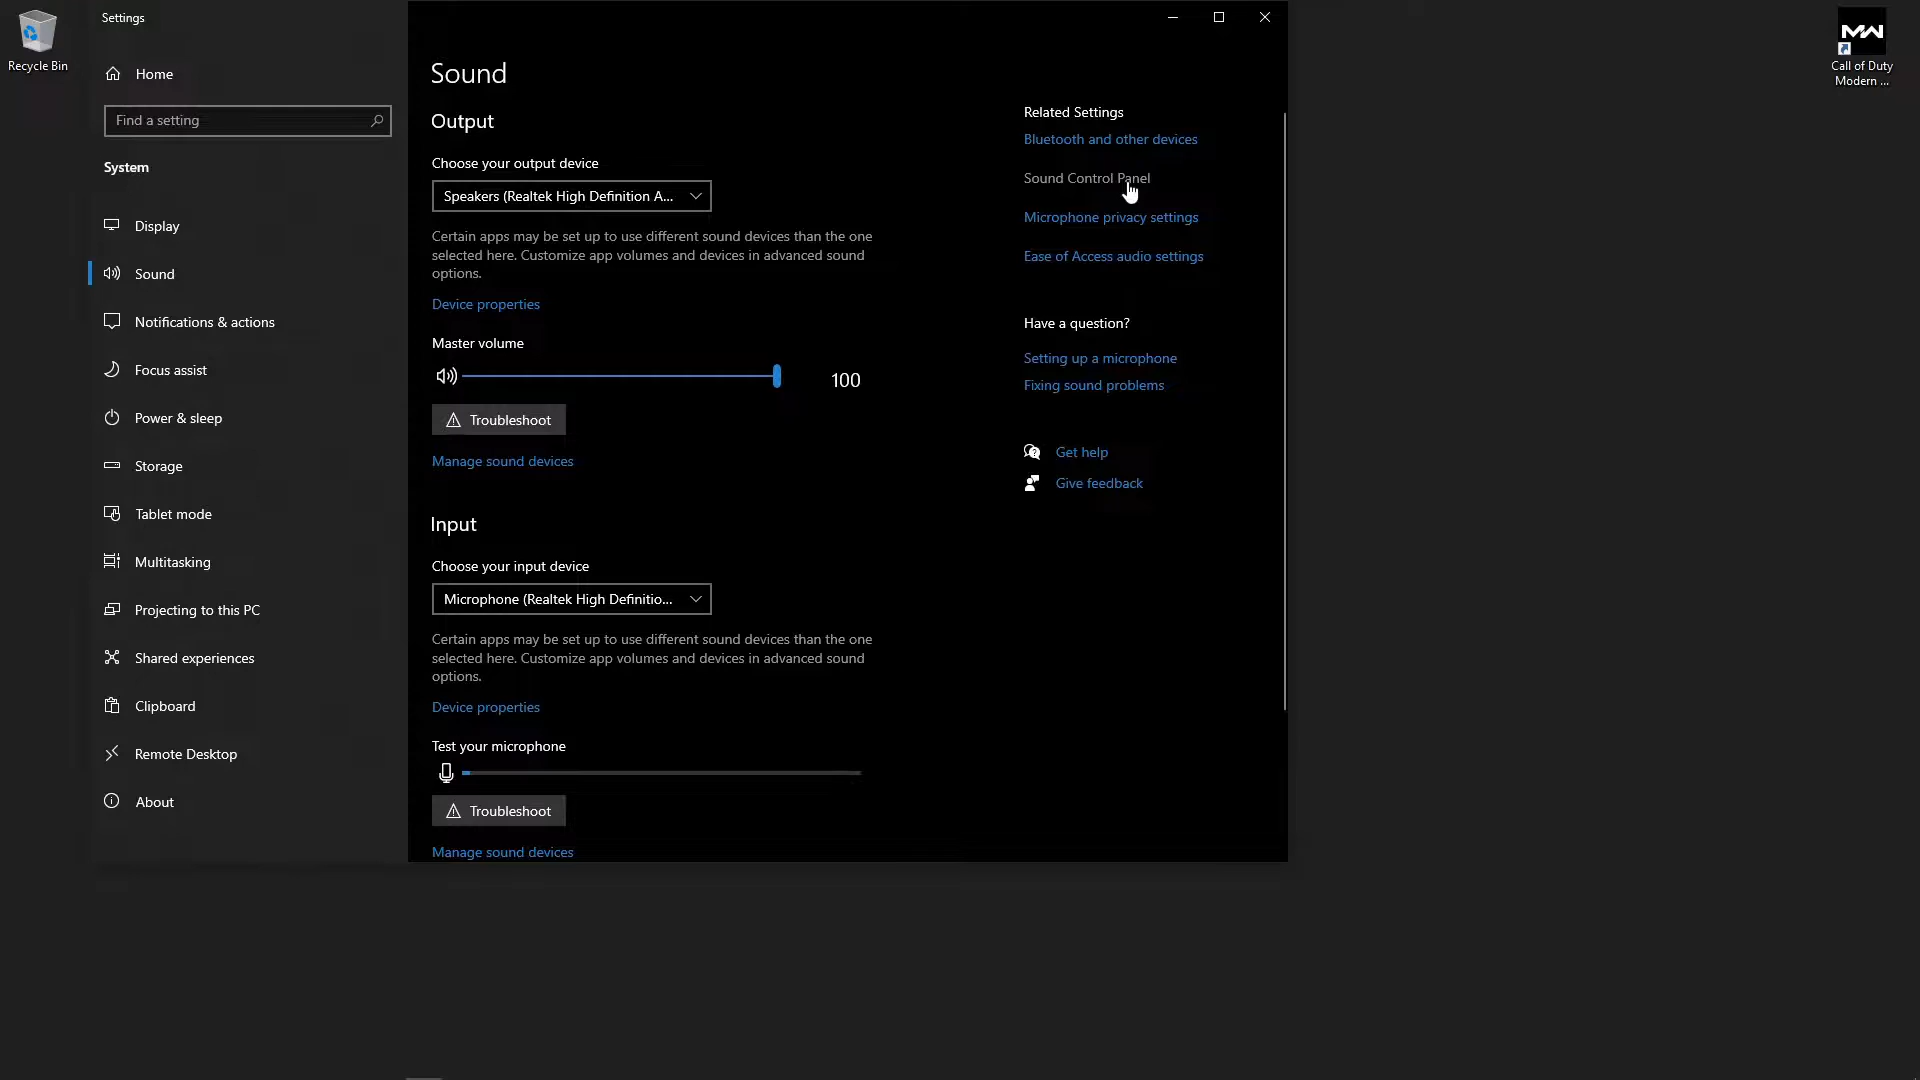 Recycle Bin
Settings
Home
Find a setting
System
Display
Sound
Notifications & actions
Focus assist
Power & sleep
Storage
Tablet mode
Multitasking
Projecting to this PC
Shared experiences
Clipboard
Remote Desktop
About
Sound
Output
Choose your output device
Speakers (Realtek High Definition A...
Certain apps may be set up to use different sound devices than the one
selected here. Customize app volumes and devices in advanced sound
options.
Device properties
Master volume
100
Troubleshoot
Manage sound devices
Input
Choose your input device
Microphone (Realtek High Definitio...
Certain apps may be set up to use different sound devices than the one
selected here. Customize app volumes and devices in advanced sound
options.
Device properties
Test your microphone
Troubleshoot
Manage sound devices
Related Settings
Bluetooth and other devices
Sound Control Panel
Microphone privacy settings
Ease of Access audio settings
Have a question?
Setting up a microphone
Fixing sound problems
Get help
Give feedback
MW
Call of Duty
Modern ...